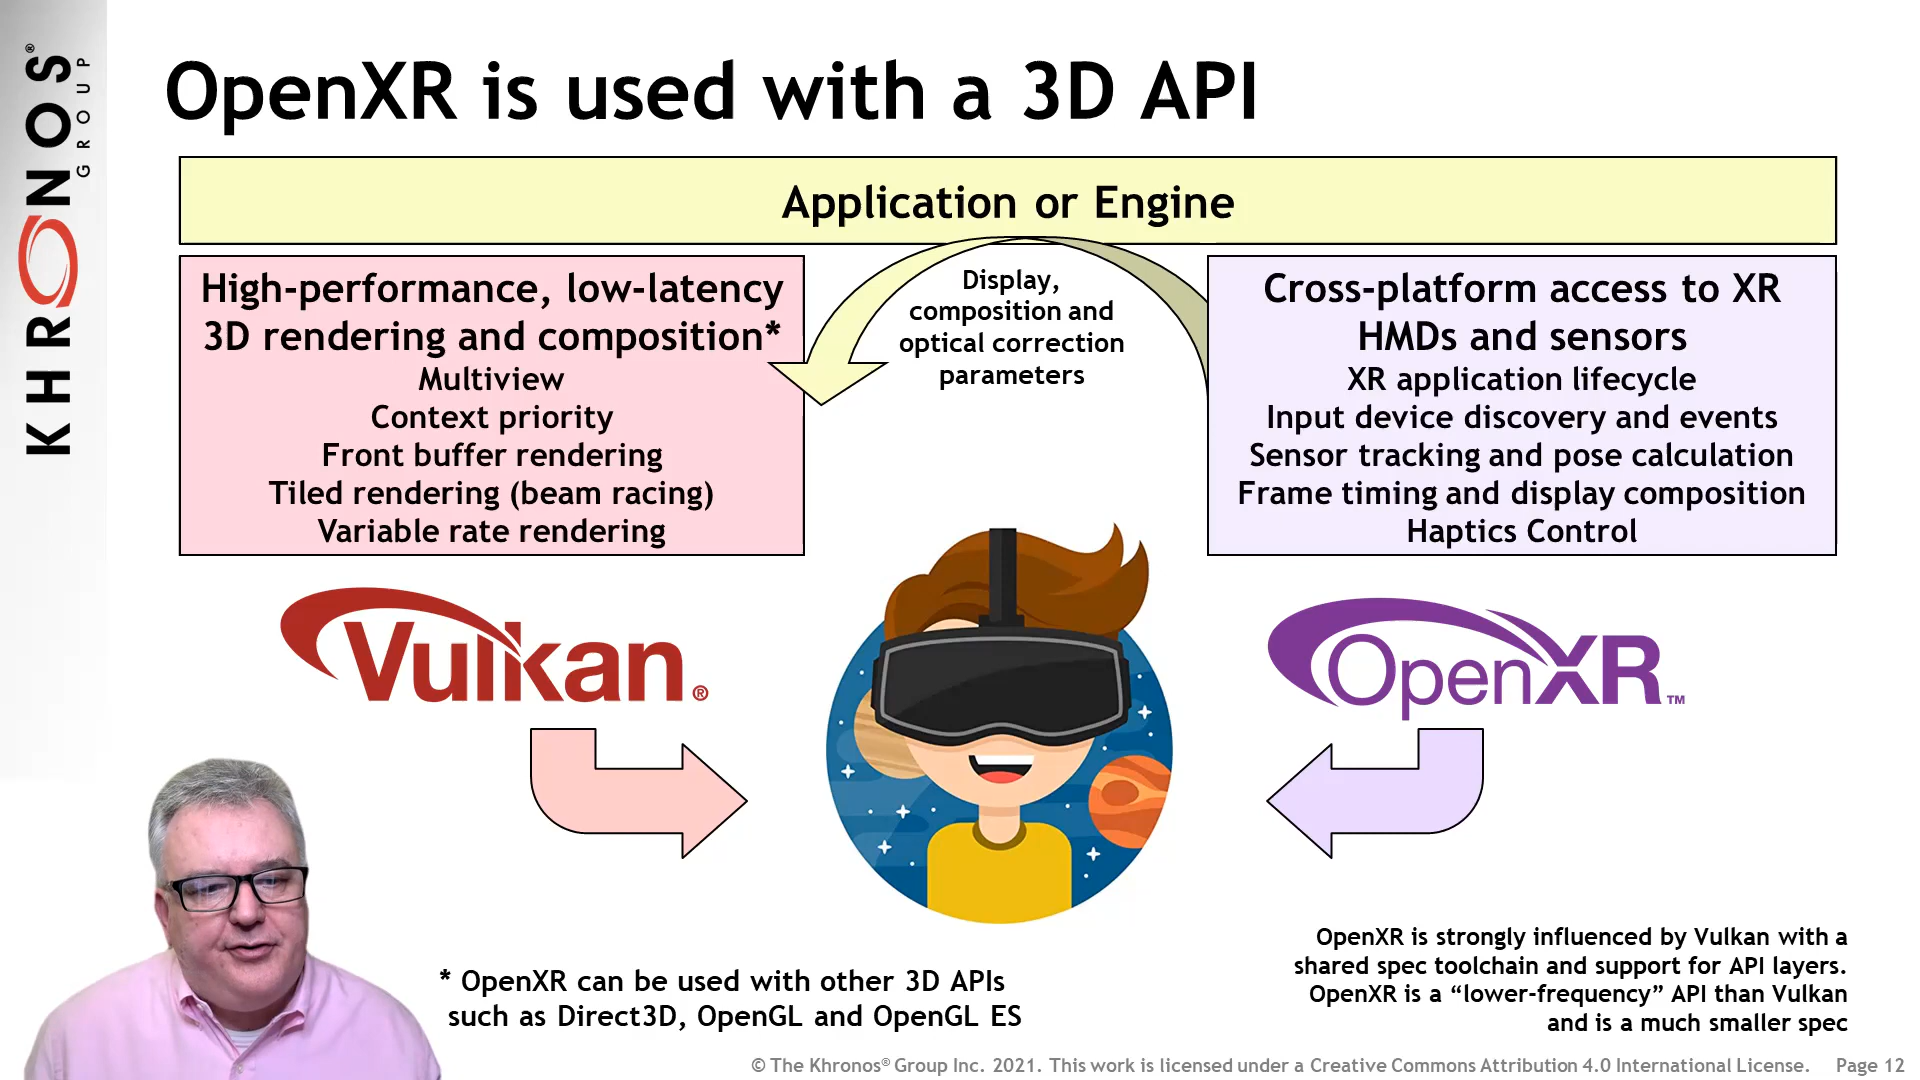 KHRONOS®
GROUP
OpenXR is used with a 3D API
Application or Engine
High-performance, low-latency
3D rendering and composition*
Multiview
Context priority
Front buffer rendering
Tiled rendering (beam racing)
Variable rate rendering
Display,
composition and
optical correction
parameters
Cross-platform access to XR
HMDs and sensors
XR application lifecycle
Input device discovery and events
Sensor tracking and pose calculation
Frame timing and display composition
Haptics Control
Vulkan®
OpenXR™
* OpenXR can be used with other 3D APIs
such as Direct3D, OpenGL and OpenGL ES
OpenXR is strongly influenced by Vulkan with a
shared spec toolchain and support for API layers.
OpenXR is a “lower-frequency” API than Vulkan
and is a much smaller spec
© The Khronos® Group Inc. 2021. This work is licensed under a Creative Commons Attribution 4.0 International License. Page 12